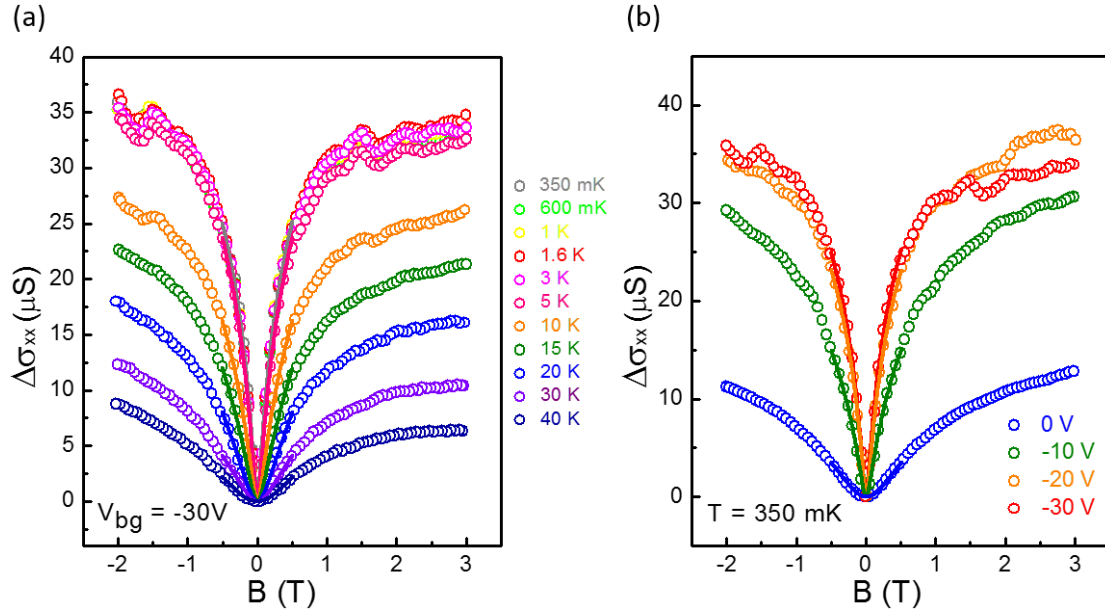 (a)
40
35
30
25
20
15
10
5
0
Δσxx (μS)
-2 -1 0 1 2 3
B (T)
Vbg = -30V
350 mK
600 mK
1 K
1.6 K
3 K
5 K
10 K
15 K
20 K
30 K
40 K
(b)
40
30
20
10
0
Δσxx (μS)
-2 -1 0 1 2 3
B (T)
T = 350 mK
0 V
-10 V
-20 V
-30 V